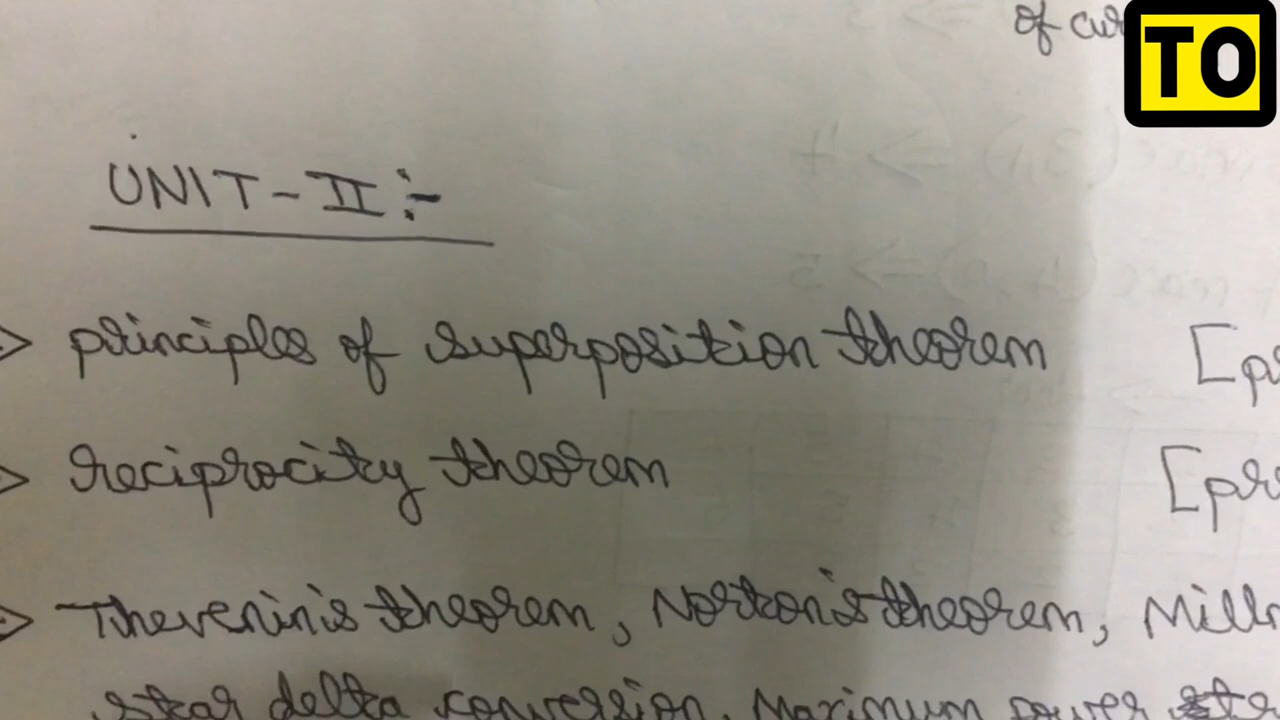 of
TO
UNIT-II :-
principles of superposition theorem [
reciprocity theorem [
Thevenin's theorem, Norton's theorem,
star delta conversion, Maximum power